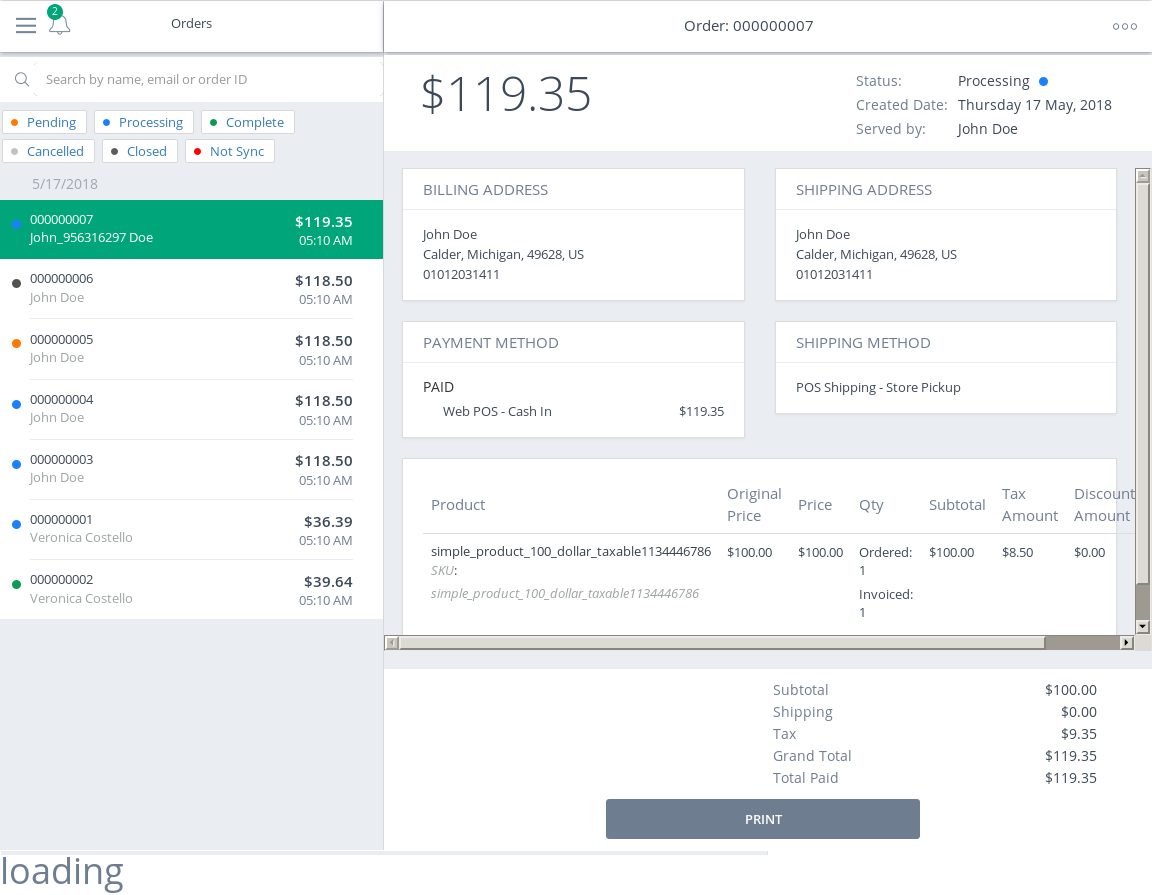 2
Orders
Order: 000000007
Search by name, email or order ID
Pending
Processing
Complete
Cancelled
Closed
Not Sync
5/17/2018
000000007 $119.35
John_956316297 Doe 05:10 AM
000000006 $118.50
John Doe 05:10 AM
000000005 $118.50
John Doe 05:10 AM
000000004 $118.50
John Doe 05:10 AM
000000003 $118.50
John Doe 05:10 AM
000000001 $36.39
Veronica Costello 05:10 AM
000000002 $39.64
Veronica Costello 05:10 AM
$119.35
Status: Processing
Created Date: Thursday 17 May, 2018
Served by: John Doe
BILLING ADDRESS
John Doe
Calder, Michigan, 49628, US
01012031411
SHIPPING ADDRESS
John Doe
Calder, Michigan, 49628, US
01012031411
PAYMENT METHOD
PAID
Web POS - Cash In $119.35
SHIPPING METHOD
POS Shipping - Store Pickup
Product Original Price Price Qty Subtotal Tax Amount Discount Amount
simple_product_100_dollar_taxable1134446786 $100.00 $100.00 Ordered: $100.00 $8.50 $0.00
SKU: 1
simple_product_100_dollar_taxable1134446786 Invoiced:
1
Subtotal $100.00
Shipping $0.00
Tax $9.35
Grand Total $119.35
Total Paid $119.35
PRINT
loading